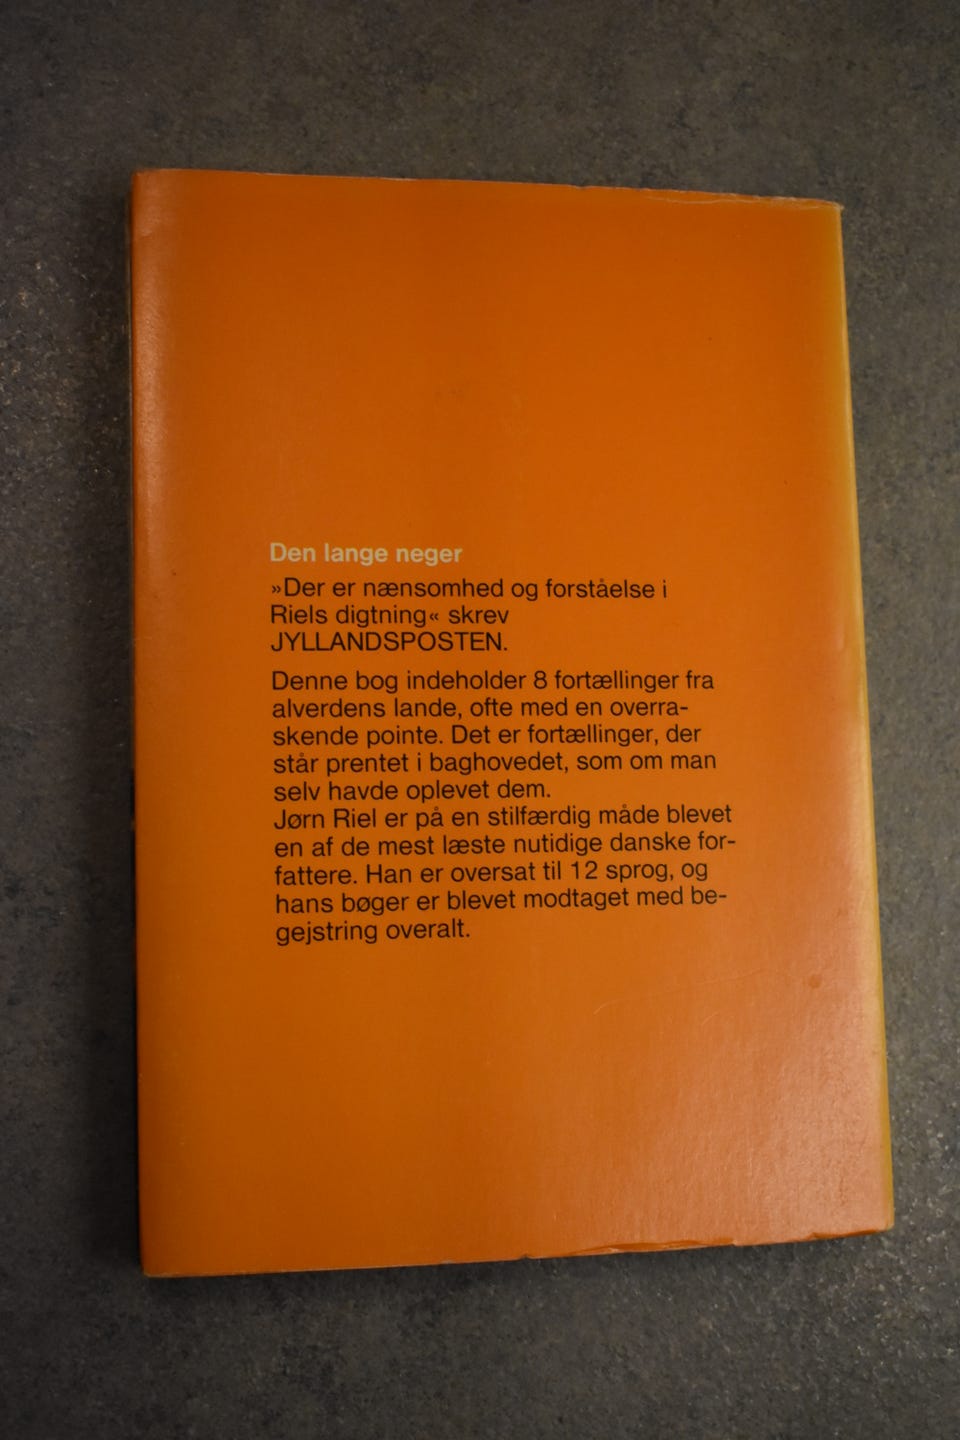 Den lange neger
»Der er nænsomhed og forståelse i
Riels digtning« skrev
JYLLANDSPOSTEN.
Denne bog indeholder 8 fortællinger fra
alverdens lande, ofte med en overra-
skende pointe. Det er fortællinger, der
står prentet i baghovedet, som om man
selv havde oplevet dem.
Jørn Riel er på en stilfærdig måde blevet
en af de mest læste nutidige danske for-
fattere. Han er oversat til 12 sprog, og
hans bøger er blevet modtaget med be-
gejstring overalt.